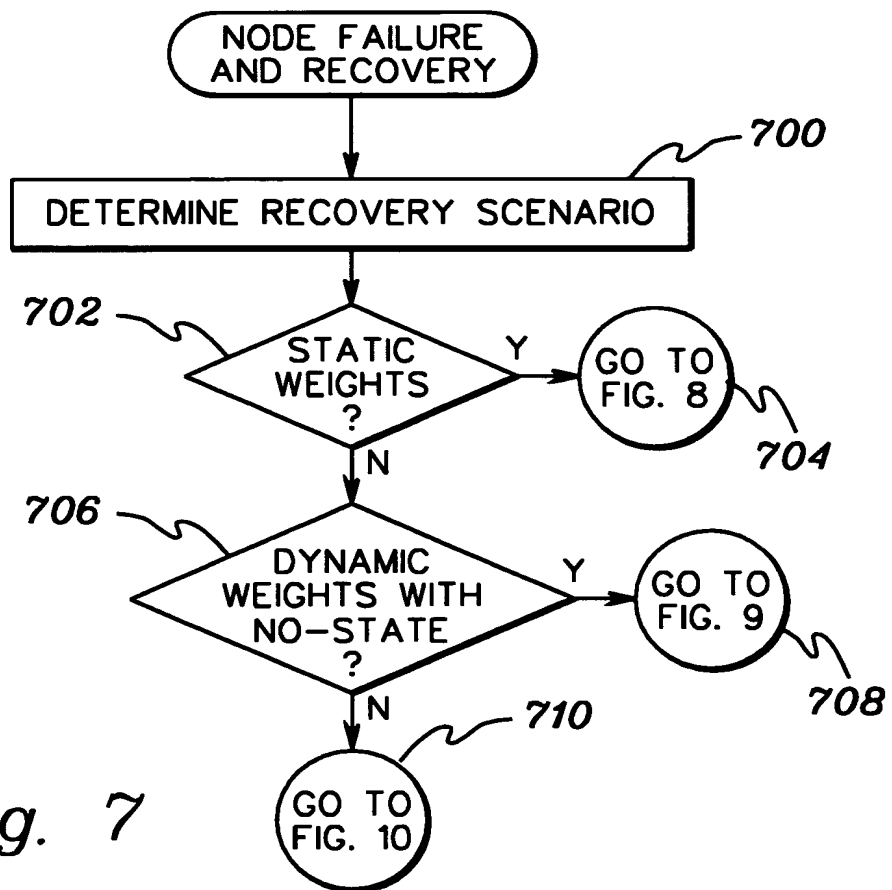 NODE FAILURE
AND RECOVERY
700
DETERMINE RECOVERY SCENARIO
702
STATIC
WEIGHTS
?
Y
GO TO
FIG. 8
704
N
706
DYNAMIC
WEIGHTS WITH
NO-STATE
?
Y
GO TO
FIG. 9
708
N
710
GO TO
FIG. 10
g. 7